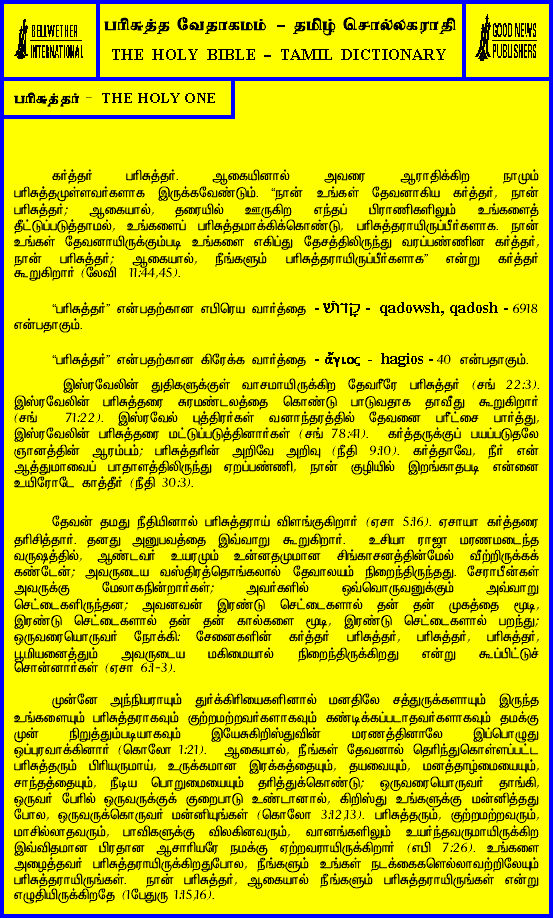 BELLWETHER
INTERNATIONAL
பரிசுத்த வேதாகமம் – தமிழ் சொல்லகராதி
THE HOLY BIBLE – TAMIL DICTIONARY
GOOD NEWS
PUBLISHERS
பரிசுத்தர் – THE HOLY ONE
கர்த்தர் பரிசுத்தர். ஆகையினால் அவரை ஆராதிக்கிற நாமும்
பரிசுத்தமுள்ளவர்களாக இருக்கவேண்டும். “நான் உங்கள் தேவனாகிய கர்த்தர், நான்
பரிசுத்தர்; ஆகையால், தரையில் ஊருகிற எந்தப் பிராணிகளிலும் உங்களைத்
தீட்டுப்படுத்தாமல், உங்களைப் பரிசுத்தமாக்கிக்கொண்டு, பரிசுத்தராயிருப்பீர்களாக. நான்
உங்கள் தேவனாயிருக்கும்படி உங்களை எகிப்து தேசத்திலிருந்து வரப்பண்ணின கர்த்தர்,
நான் பரிசுத்தர்; ஆகையால், நீங்களும் பரிசுத்தராயிருப்பீர்களாக” என்று கர்த்தர்
கூறுகிறார் (லேவி 11:44,45).
“பரிசுத்தர்” என்பதற்கான எபிரெய வார்த்தை - קָדוֹשׁ - qadowsh, qadosh - 6918
என்பதாகும்.
“பரிசுத்தர்” என்பதற்கான கிரேக்க வார்த்தை - ἅγιος - hagios - 40 என்பதாகும்.
இஸ்ரவேலின் துதிகளுக்குள் வாசமாயிருக்கிற தேவரீரே பரிசுத்தர் (சங் 22:3).
இஸ்ரவேலின் பரிசுத்தரை சுரமண்டலத்தை கொண்டு பாடுவதாக தாவீது கூறுகிறார்
(சங் 71:22). இஸ்ரவேல் புத்திரர்கள் வனாந்தரத்தில் தேவனை பரீட்சை பார்த்து,
இஸ்ரவேலின் பரிசுத்தரை மட்டுப்படுத்தினார்கள் (சங் 78:41). கர்த்தருக்குப் பயப்படுதலே
ஞானத்தின் ஆரம்பம்; பரிசுத்தரின் அறிவே அறிவு (நீதி 9:10). கர்த்தாவே, நீர் என்
ஆத்துமாவைப் பாதாளத்திலிருந்து ஏறப்பண்ணி, நான் குழியில் இறங்காதபடி என்னை
உயிரோடே காத்தீர் (நீதி 30:3).
தேவன் தமது நீதியினால் பரிசுத்தராய் விளங்குகிறார் (ஏசா 5:16). ஏசாயா கர்த்தரை
தரிசித்தார். தனது அனுபவத்தை இவ்வாறு கூறுகிறார். உசியா ராஜா மரணமடைந்த
வருஷத்தில், ஆண்டவர் உயரமும் உன்னதமுமான சிங்காசனத்தின்மேல் வீற்றிருக்கக்
கண்டேன்; அவருடைய வஸ்திரத்தொங்கலால் தேவாலயம் நிறைந்திருந்தது. சேராபீன்கள்
அவருக்கு மேலாகநின்றார்கள்; அவர்களில் ஒவ்வொருவனுக்கும் அவ்வாறு
செட்டைகளிருந்தன; அவனவன் இரண்டு செட்டைகளால் தன் தன் முகத்தை மூடி,
இரண்டு செட்டைகளால் தன் தன் கால்களை மூடி, இரண்டு செட்டைகளால் பறந்து;
ஒருவரையொருவர் நோக்கி: சேனைகளின் கர்த்தர் பரிசுத்தர், பரிசுத்தர், பரிசுத்தர்,
பூமியனைத்தும் அவருடைய மகிமையால் நிறைந்திருக்கிறது என்று கூப்பிட்டுச்
சொன்னார்கள் (ஏசா 6:1-3).
முன்னே அந்நியராயும் துர்க்கிரியைகளினால் மனதிலே சத்துருக்களாயும் இருந்த
உங்களையும் பரிசுத்தராகவும் குற்றமற்றவர்களாகவும் கண்டிக்கப்படாதவர்களாகவும் தமக்கு
முன் நிறுத்தும்படியாகவும் இயேசுகிறிஸ்துவின் மரணத்தினாலே இப்பொழுது
ஒப்புரவாக்கினார் (கொலோ 1:21). ஆகையால், நீங்கள் தேவனால் தெரிந்துகொள்ளப்பட்ட
பரிசுத்தரும் பிரியருமாய், உருக்கமான இரக்கத்தையும், தயவையும், மனத்தாழ்மையையும்,
சாந்தத்தையும், நீடிய பொறுமையையும் தரித்துக்கொண்டு; ஒருவரையொருவர் தாங்கி,
ஒருவர் பேரில் ஒருவருக்குக் குறைபாடு உண்டானால், கிறிஸ்து உங்களுக்கு மன்னித்தது
போல, ஒருவருக்கொருவர் மன்னியுங்கள் (கொலோ 3:12,13). பரிசுத்தரும், குற்றமற்றவரும்,
மாசில்லாதவரும், பாவிகளுக்கு விலகினவரும், வானங்களிலும் உயர்ந்தவருமாயிருக்கிற
இவ்விதமான பிரதான ஆசாரியரே நமக்கு ஏற்றவராயிருக்கிறார் (எபி 7:26). உங்களை
அழைத்தவர் பரிசுத்தராயிருக்கிறதுபோல, நீங்களும் உங்கள் நடக்கைகளெல்லாவற்றிலேயும்
பரிசுத்தராயிருங்கள். நான் பரிசுத்தர், ஆகையால் நீங்களும் பரிசுத்தராயிருங்கள் என்று
எழுதியிருக்கிறதே (1பேதுரு 1:15,16).